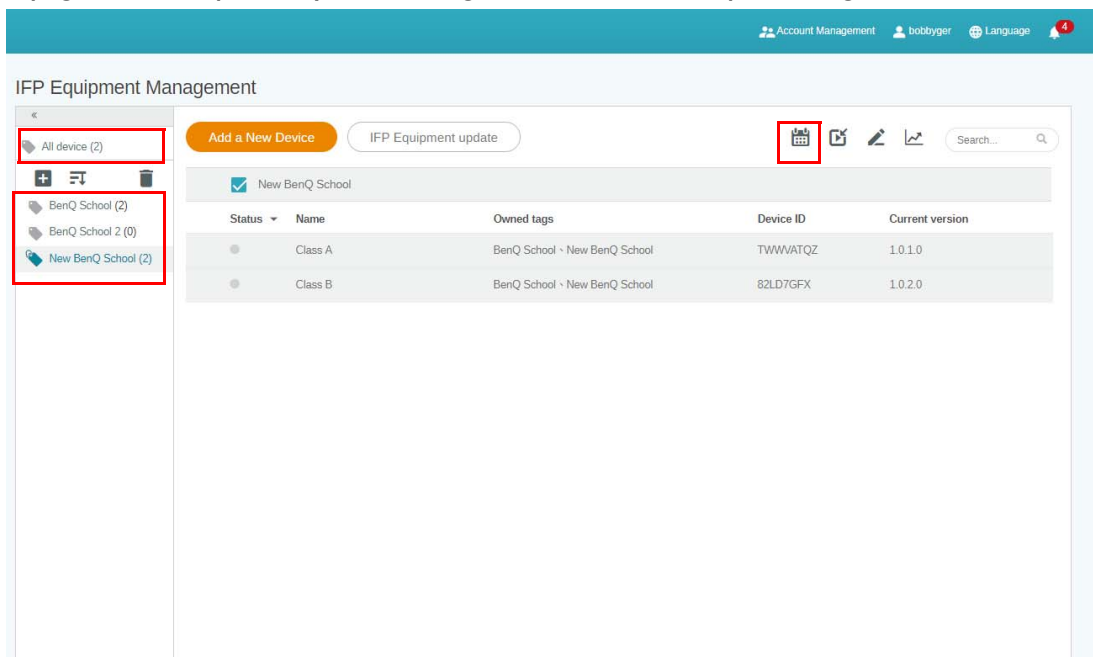 Account Management bobbyger Language 4
IFP Equipment Management
«
All device (2)
Add a New Device IFP Equipment update Search...
New BenQ School
BenQ School (2)
BenQ School 2 (0)
New BenQ School (2)
Status Name Owned tags Device ID Current version
Class A BenQ School、New BenQ School TWWVATQZ 1.0.1.0
Class B BenQ School、New BenQ School 82LD7GFX 1.0.2.0